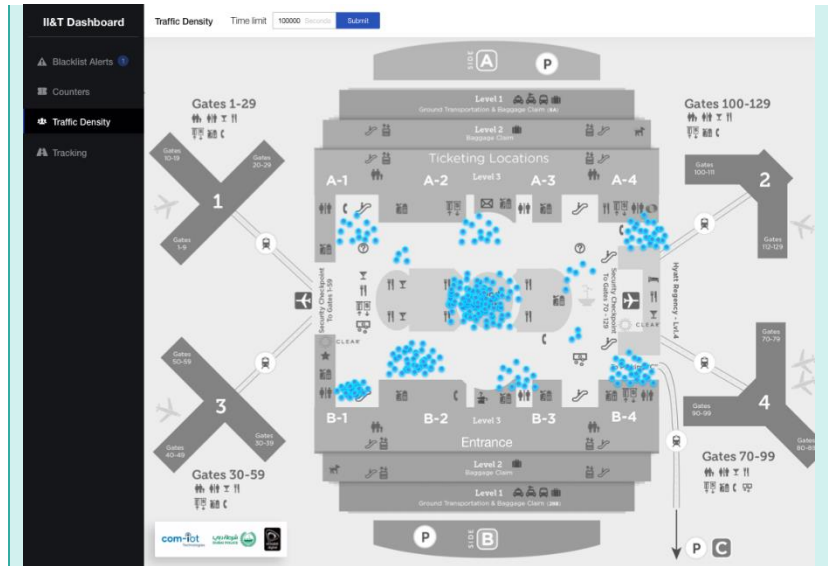 II&T Dashboard
Traffic Density
Time limit
100000 Seconds
Submit
Blacklist Alerts
Counters
Traffic Density
Tracking
SIDE A
P
Level 1
Ground Transportation & Baggage Claim
Level 2
Baggage Claim
Gates 1-29
Gates 100-129
Ticketing Locations
Level 3
A-1
A-2
A-3
A-4
Gates 10-19
Gates 20-29
1
Gates 1-9
Gates 100-111
2
Gates 112-129
Security Checkpoint To Gates 1-59
Security Checkpoint To Gates 70 - 129
Hyatt Regency - Lvl.4
CLEAR
CLEAR
Gates 50-59
3
Gates 40-49
Gates 30-39
Gates 70-79
Gates 90-99
4
B-1
B-2
Level 3
B-3
B-4
Entrance
Gates 30-59
Gates 70-99
Level 2
Baggage Claim
Level 1
Ground Transportation & Baggage Claim
P
SIDE B
P C
com-iot
Technologies
DUBAI POLICE